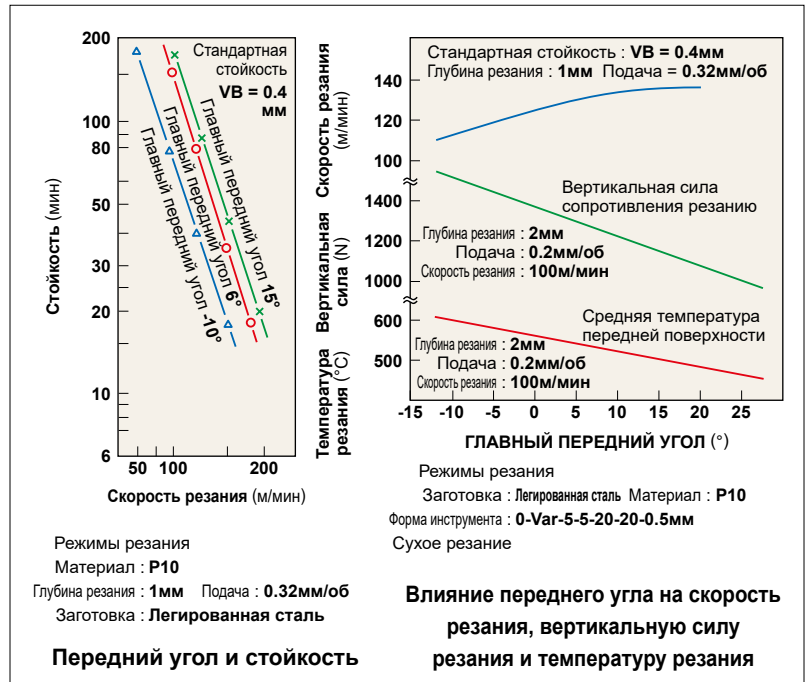 200
100
80
50
30
20
10
6
Стойкость (мин)
Стандартная
стойкость
VB = 0.4
мм
Главный передний угол 15°
Главный передний угол 6°
Главный передний угол -10°
50 100 200
Скорость резания (м/мин)
Режимы резания
Материал : P10
Глубина резания : 1мм Подача : 0.32мм/об
Заготовка : Легированная сталь
Передний угол и стойкость
Скорость резания
(м/мин)
Вертикальная
сила (N)
Температура
резания (°C)
140
120
100
1400
1200
1000
600
500
Стандартная стойкость : VB = 0.4мм
Глубина резания : 1мм Подача = 0.32мм/об
Вертикальная сила
сопротивления резанию
Глубина резания : 2мм
Подача : 0.2мм/об
Скорость резания : 100м/мин
Средняя температура
передней поверхности
Глубина резания : 2мм
Подача : 0.2мм/об
Скорость резания : 100м/мин
-15 -10 -5 0 5 10 15 20 25
ГЛАВНЫЙ ПЕРЕДНИЙ УГОЛ (°)
Режимы резания
Заготовка : Легированная сталь Материал : P10
Форма инструмента : 0-Var-5-5-20-20-0.5мм
Сухое резание
Влияние переднего угла на скорость
резания, вертикальную силу
резания и температуру резания